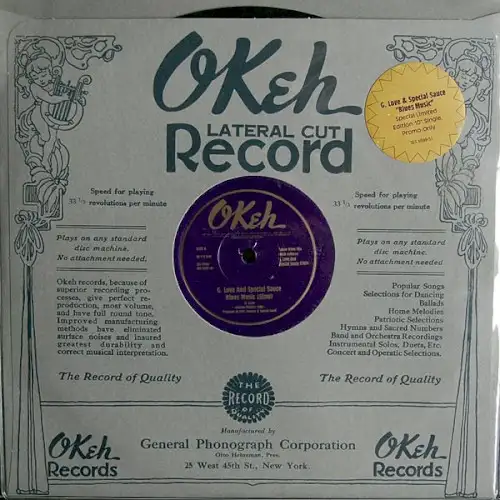 OKeh
LATERAL CUT
Record
G. Love & Special Sauce
"Blues Music"
Special Limited
Edition 10" Single
Promo Only
Speed for playing
33 1/3 revolutions per minute
Plays on any standard
disc machine.
No attachment needed.
Okeh records, because of
superior recording pro-
cesses, give perfect re-
production, most volume,
and have full round tone.
Improved manufacturing
methods have eliminated
surface noises and insured
greatest durability and
correct musical interpretation.
The Record of Quality
OKeh
SIDE A
G. Love And Special Sauce
Blues Music
Speed for playing
33 1/3 revolutions per minute
Plays on any standard
disc machine.
No attachment needed.
Popular Songs
Selections for Dancing
Ballads
Home Melodies
Patriotic Selections
Hymns and Sacred Numbers
Band and Orchestra Recordings
Instrumental Solos, Duets, Etc.
Concert and Operatic Selections.
The Record of Quality
THE
RECORD
OF QUALITY
Manufactured by
General Phonograph Corporation
Otto Heineman, Pres.
25 West 45th St., New York.
OKeh
Records
OKeh
Records